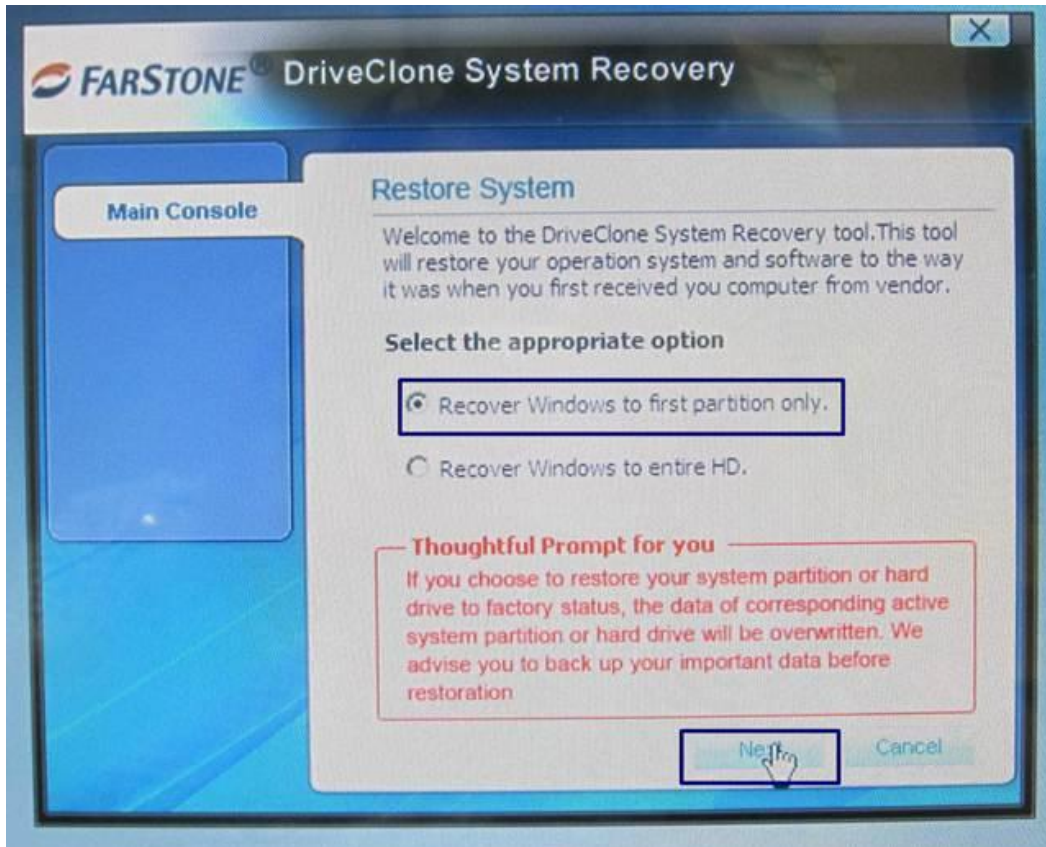 FARSTONE® DriveClone System Recovery
Main Console
Restore System
Welcome to the DriveClone System Recovery tool.This tool
will restore your operation system and software to the way
it was when you first received you computer from vendor.
Select the appropriate option
Recover Windows to first partition only.
Recover Windows to entire HD.
Thoughtful Prompt for you
If you choose to restore your system partition or hard
drive to factory status, the data of corresponding active
system partition or hard drive will be overwritten. We
advise you to back up your important data before
restoration
Cancel